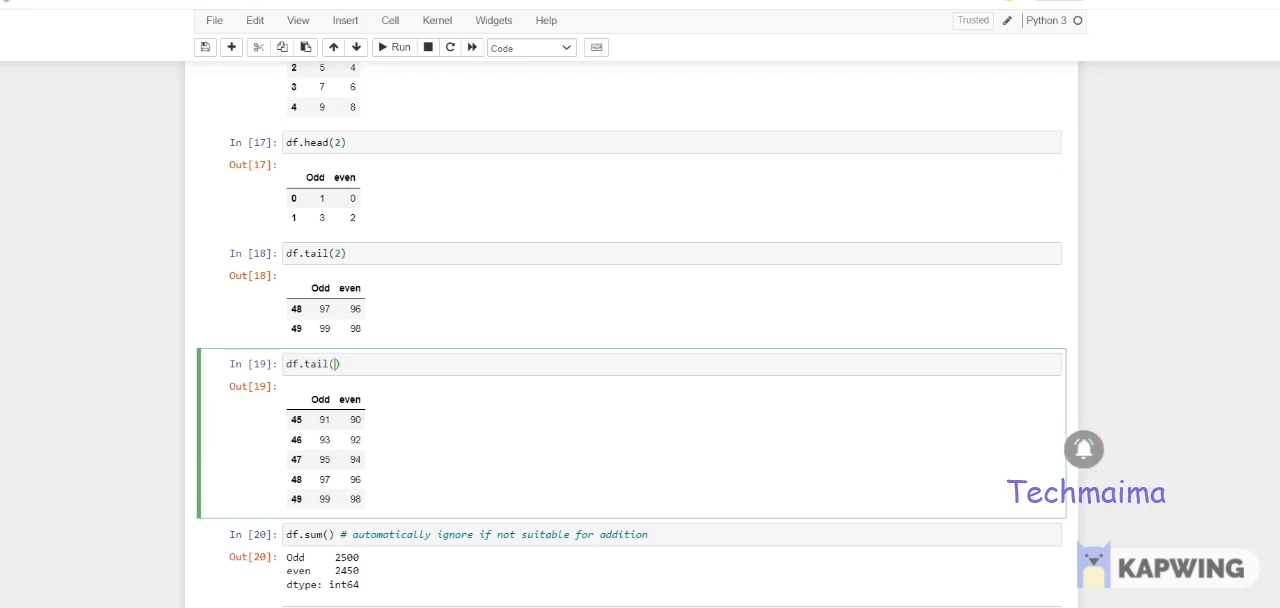 File Edit View Insert Cell Kernel Widgets Help Trusted Python 3
Run Code
2 5 4
3 7 6
4 9 8
In [17]: df.head(2)
Out[17]:
Odd even
0 1 0
1 3 2
In [18]: df.tail(2)
Out[18]:
Odd even
48 97 96
49 99 98
In [19]: df.tail()
Out[19]:
Odd even
45 91 90
46 93 92
47 95 94
48 97 96
49 99 98
Techmaima
In [20]: df.sum() # automatically ignore if not suitable for addition
Out[20]: Odd 2500
even 2450
dtype: int64
KAPWING